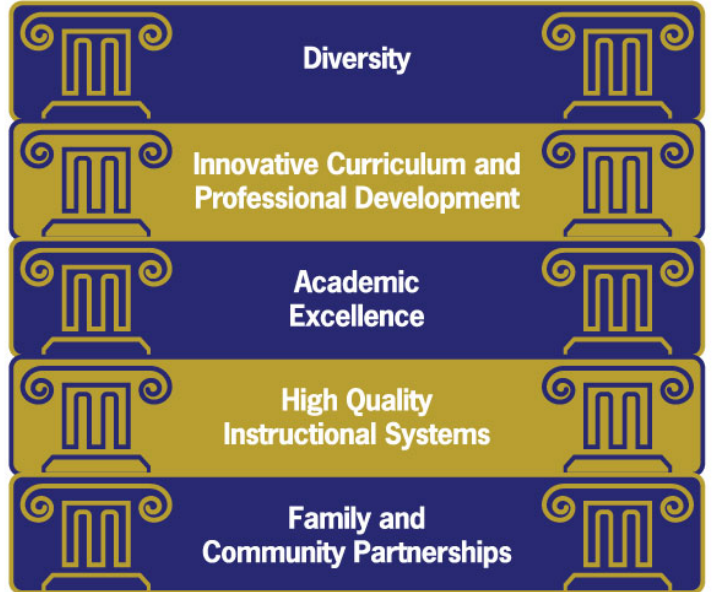 Diversity
Innovative Curriculum and
Professional Development
Academic
Excellence
High Quality
Instructional Systems
Family and
Community Partnerships